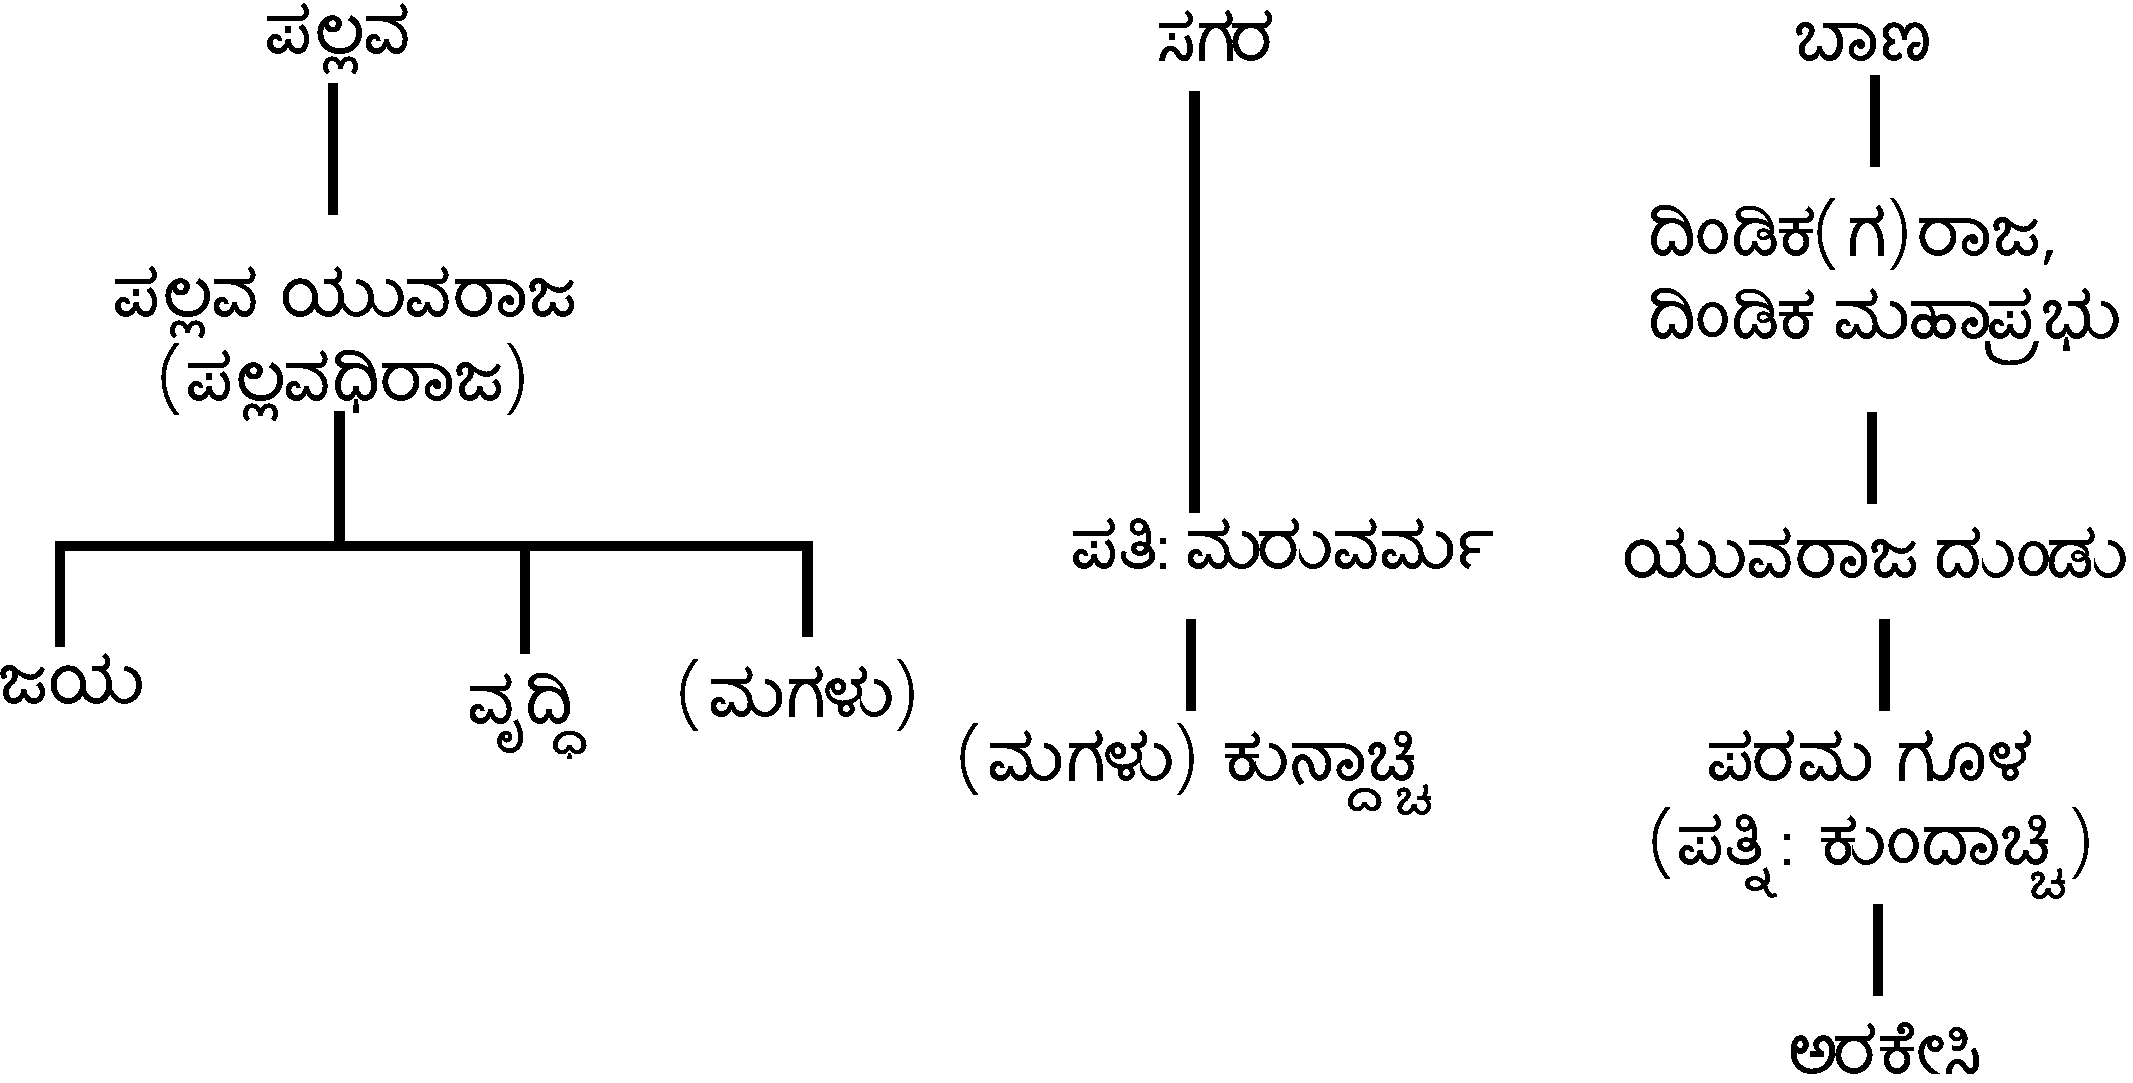 ಪಲ್ಲವ
ಪಲ್ಲವ ಯುವರಾಜ
(ಪಲ್ಲವಧಿರಾಜ)
ಜಯ
ವೃದ್ಧಿ
(ಮಗಳು)
ಸಗರ
ಪತಿ: ಮರುವರ್ಮ
(ಮಗಳು) ಕುನ್ದಾಚ್ಚಿ
ಬಾಣ
ದಿಂಡಿಕ(ಗ)ರಾಜ,
ದಿಂಡಿಕ ಮಹಾಪ್ರಭು
ಯುವರಾಜ ದುಂಡು
ಪರಮ ಗೂಳ
(ಪತ್ನಿ: ಕುಂದಾಚ್ಚಿ)
ಅರಕೇಸಿ